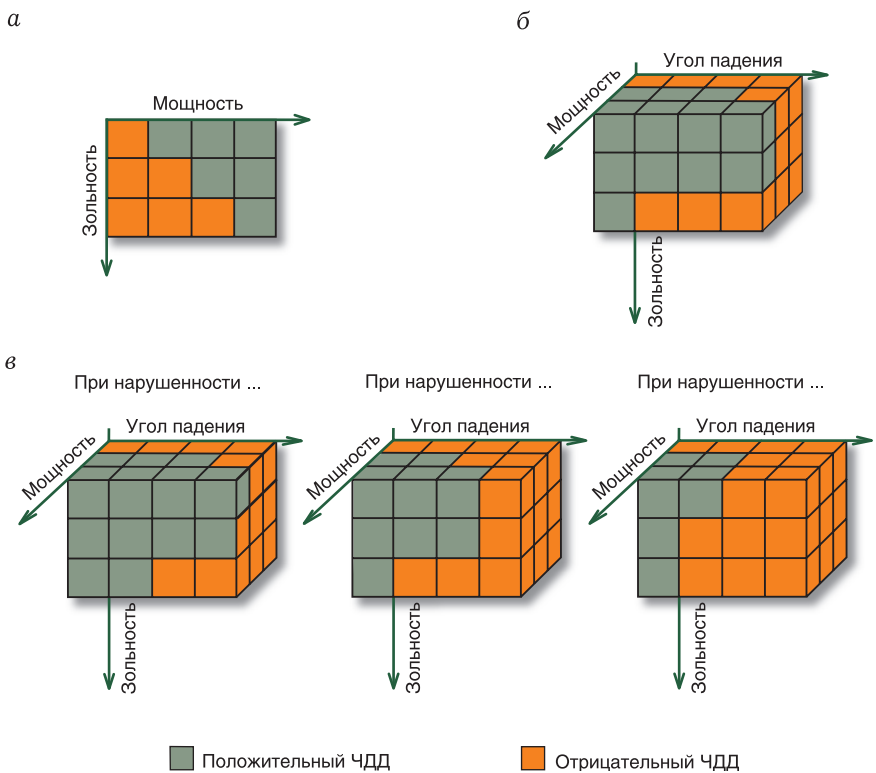 а
Мощность
Зольность
б
Угол падения
Мощность
Зольность
в
При нарушенности ...
Угол падения
Мощность
Зольность
При нарушенности ...
Угол падения
Мощность
Зольность
При нарушенности ...
Угол падения
Мощность
Зольность
Положительный ЧДД
Отрицательный ЧДД